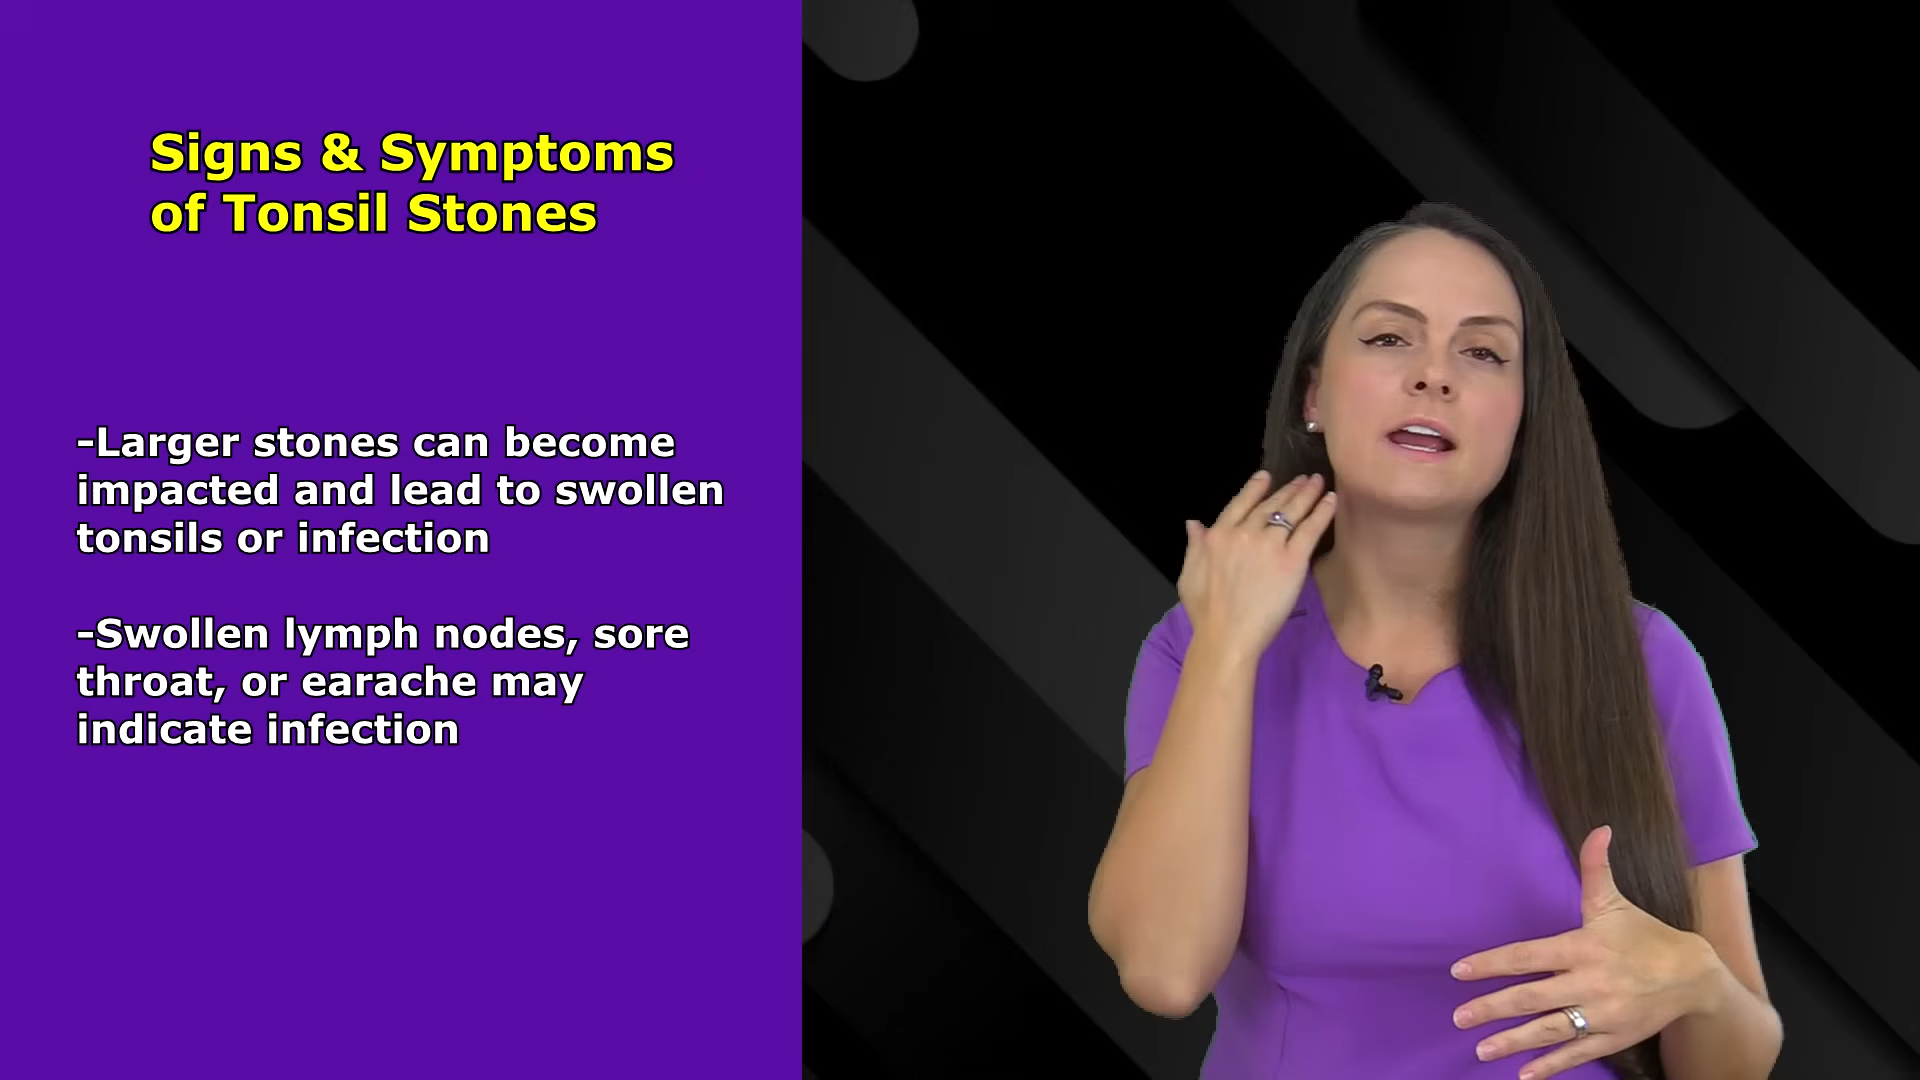 Signs & Symptoms
of Tonsil Stones
-Larger stones can become
impacted and lead to swollen
tonsils or infection
-Swollen lymph nodes, sore
throat, or earache may
indicate infection